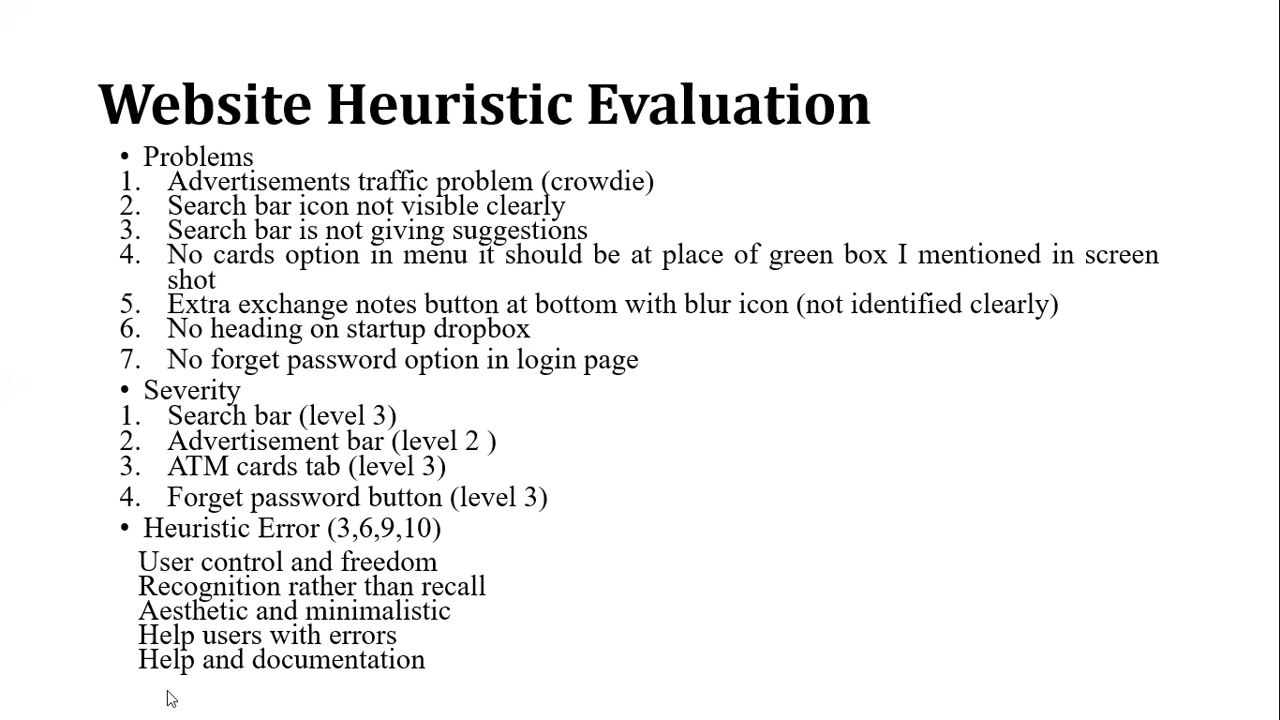 Website Heuristic Evaluation
• Problems
1. Advertisements traffic problem (crowdie)
2. Search bar icon not visible clearly
3. Search bar is not giving suggestions
4. No cards option in menu it should be at place of green box I mentioned in screen
shot
5. Extra exchange notes button at bottom with blur icon (not identified clearly)
6. No heading on startup dropbox
7. No forget password option in login page
• Severity
1. Search bar (level 3)
2. Advertisement bar (level 2 )
3. ATM cards tab (level 3)
4. Forget password button (level 3)
• Heuristic Error (3,6,9,10)
User control and freedom
Recognition rather than recall
Aesthetic and minimalistic
Help users with errors
Help and documentation